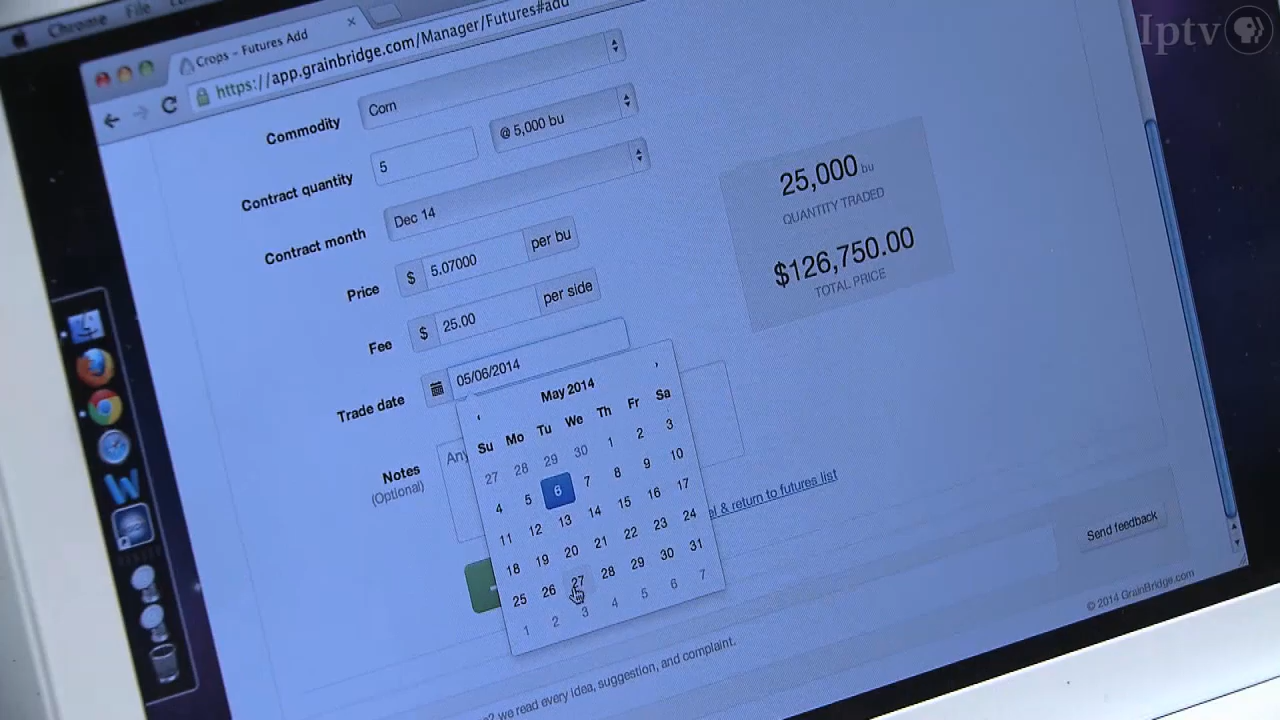 Chrome File
Iptv
Crops - Futures Add
https://app.grainbridge.com/Manager/Futures#add
Commodity Corn
Contract quantity 5 @ 5,000 bu
Contract month Dec 14
Price $ 5.07000 per bu
Fee $ 25.00 per side
Trade date 05/06/2014
Notes
(Optional)
25,000 bu
QUANTITY TRADED
$126,750.00
TOTAL PRICE
May 2014
Su Mo Tu We Th Fr Sa
27 28 29 30 1 2 3
4 5 6 7 8 9 10
11 12 13 14 15 16 17
18 19 20 21 22 23 24
25 26 27 28 29 30 31
1 2 3 4 5 6 7
& return to futures list
Send feedback
© 2014 GrainBridge.com
we read every idea, suggestion, and complaint.
W